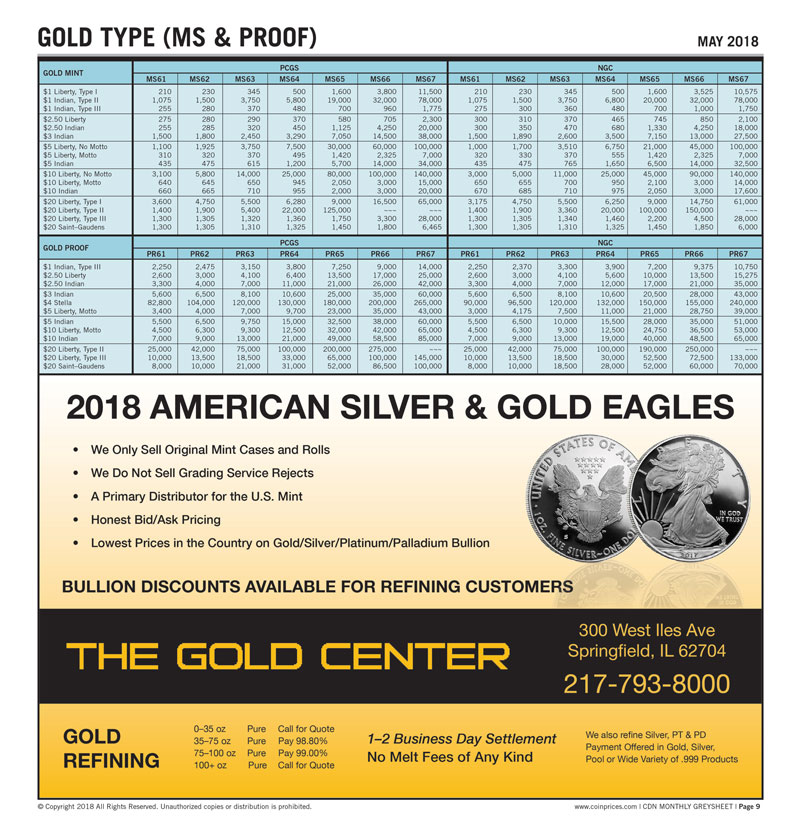 GOLD TYPE (MS & PROOF)
MAY 2018
GOLD MINT PCGS NGC
MS61 MS62 MS63 MS64 MS65 MS66 MS67 MS61 MS62 MS63 MS64 MS65 MS66 MS67
$1 Liberty, Type I 210 230 345 500 1,600 3,800 11,500 210 230 345 500 1,600 3,525 10,575
$1 Indian, Type II 1,075 1,500 3,750 5,800 19,000 32,000 78,000 1,075 1,500 3,750 6,800 20,000 32,000 78,000
$1 Indian, Type III 255 280 370 480 700 960 1,775 275 300 360 480 700 1,000 1,750
$2.50 Liberty 275 280 290 370 580 705 2,300 300 310 370 465 745 850 2,100
$2.50 Indian 255 285 320 450 1,125 4,250 20,000 300 350 470 680 1,330 4,250 18,000
$3 Indian 1,500 1,800 2,450 3,290 7,050 14,500 38,000 1,500 1,890 2,600 3,500 7,150 13,000 27,500
$5 Liberty, No Motto 1,100 1,925 3,750 7,500 30,000 60,000 100,000 1,000 1,700 3,510 6,750 21,000 45,000 100,000
$5 Liberty, Motto 310 320 370 495 1,420 2,325 7,000 320 330 370 555 1,420 2,325 7,000
$5 Indian 435 475 615 1,200 5,700 14,000 34,000 435 475 765 1,650 6,500 14,000 32,500
$10 Liberty, No Motto 3,100 5,800 14,000 25,000 80,000 100,000 140,000 3,000 5,000 11,000 25,000 45,000 90,000 140,000
$10 Liberty, Motto 640 645 650 945 2,050 3,000 15,000 650 655 700 950 2,100 3,000 14,000
$10 Indian 660 665 710 955 2,000 3,000 20,000 670 685 710 975 2,050 3,000 17,600
$20 Liberty, Type I 3,600 4,750 5,500 6,280 9,000 16,500 65,000 3,175 4,750 5,500 6,250 9,000 14,750 61,000
$20 Liberty, Type II 1,400 1,900 5,400 22,000 125,000 ––– ––– 1,400 1,900 3,360 20,000 100,000 150,000 –––
$20 Liberty, Type III 1,300 1,305 1,320 1,360 1,750 3,300 28,000 1,300 1,305 1,340 1,460 2,200 4,500 28,000
$20 Saint–Gaudens 1,300 1,305 1,310 1,325 1,450 1,800 6,465 1,300 1,305 1,310 1,325 1,450 1,850 6,000
GOLD PROOF PCGS NGC
PR61 PR62 PR63 PR64 PR65 PR66 PR67 PR61 PR62 PR63 PR64 PR65 PR66 PR67
$1 Indian, Type III 2,250 2,475 3,150 3,800 7,250 9,000 14,000 2,250 2,370 3,300 3,900 7,200 9,375 10,750
$2.50 Liberty 2,600 3,000 4,100 6,400 13,500 17,000 25,000 2,600 3,000 4,100 5,600 10,000 13,500 15,275
$2.50 Indian 3,300 4,000 7,000 11,000 21,000 26,000 42,000 3,300 4,000 7,000 12,000 17,000 21,000 35,000
$3 Indian 5,600 6,500 8,100 10,600 25,000 35,000 60,000 5,600 6,500 8,100 10,600 20,500 28,000 43,000
$4 Stella 82,800 104,000 120,000 130,000 180,000 200,000 265,000 90,000 96,500 120,000 132,000 150,000 155,000 240,000
$5 Liberty, Motto 3,400 4,000 7,000 9,700 23,000 35,000 43,000 3,000 4,175 7,500 11,000 21,000 28,750 39,000
$5 Indian 5,500 6,500 9,750 15,000 32,500 38,000 60,000 5,500 6,500 10,000 15,500 28,000 35,000 51,000
$10 Liberty, Motto 4,500 6,300 9,300 12,500 32,000 42,000 65,000 4,500 6,300 9,300 12,500 24,750 36,500 53,000
$10 Indian 7,000 9,000 13,000 21,000 49,000 58,500 85,000 7,000 9,000 13,000 19,000 40,000 48,500 65,000
$20 Liberty, Type II 25,000 42,000 75,000 100,000 200,000 275,000 ––– 25,000 42,000 75,000 100,000 190,000 250,000 –––
$20 Liberty, Type III 10,000 13,500 18,500 33,000 65,000 100,000 145,000 10,000 13,500 18,500 30,000 52,500 72,500 133,000
$20 Saint–Gaudens 8,000 10,000 21,000 31,000 52,000 86,500 100,000 8,000 10,000 18,500 28,000 52,000 60,000 70,000
2018 AMERICAN SILVER & GOLD EAGLES
• We Only Sell Original Mint Cases and Rolls
• We Do Not Sell Grading Service Rejects
• A Primary Distributor for the U.S. Mint
• Honest Bid/Ask Pricing
• Lowest Prices in the Country on Gold/Silver/Platinum/Palladium Bullion
UNITED STATES OF AMERICA
1 OZ. FINE SILVER~ONE DO
S
IN GOD
WE TRUST
2017
BULLION DISCOUNTS AVAILABLE FOR REFINING CUSTOMERS
THE GOLD CENTER
300 West Iles Ave
Springfield, IL 62704
217-793-8000
GOLD
REFINING
0–35 oz Pure Call for Quote
35–75 oz Pure Pay 98.80%
75–100 oz Pure Pay 99.00%
100+ oz Pure Call for Quote
1–2 Business Day Settlement
No Melt Fees of Any Kind
We also refine Silver, PT & PD
Payment Offered in Gold, Silver,
Pool or Wide Variety of .999 Products
© Copyright 2018 All Rights Reserved. Unauthorized copies or distribution is prohibited.
www.coinprices.com | CDN MONTHLY GREYSHEET | Page 9